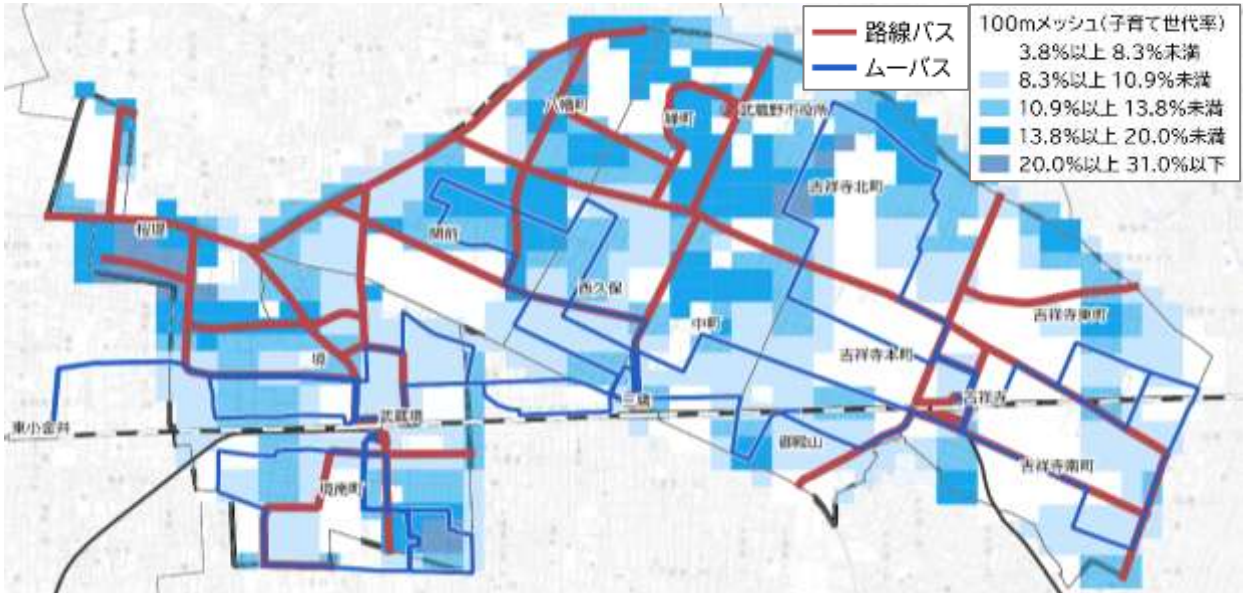 路線バス
ムーバス
100mメッシュ(子育て世代率)
3.8%以上 8.3%未満
8.3%以上 10.9%未満
10.9%以上 13.8%未満
13.8%以上 20.0%未満
20.0%以上 31.0%以下
八幡町
緑町
武蔵野市役所
吉祥寺北町
桜堤
関前
西久保
中町
吉祥寺東町
境
吉祥寺本町
三鷹
吉祥寺
武蔵境
東小金井
御殿山
吉祥寺南町
境南町